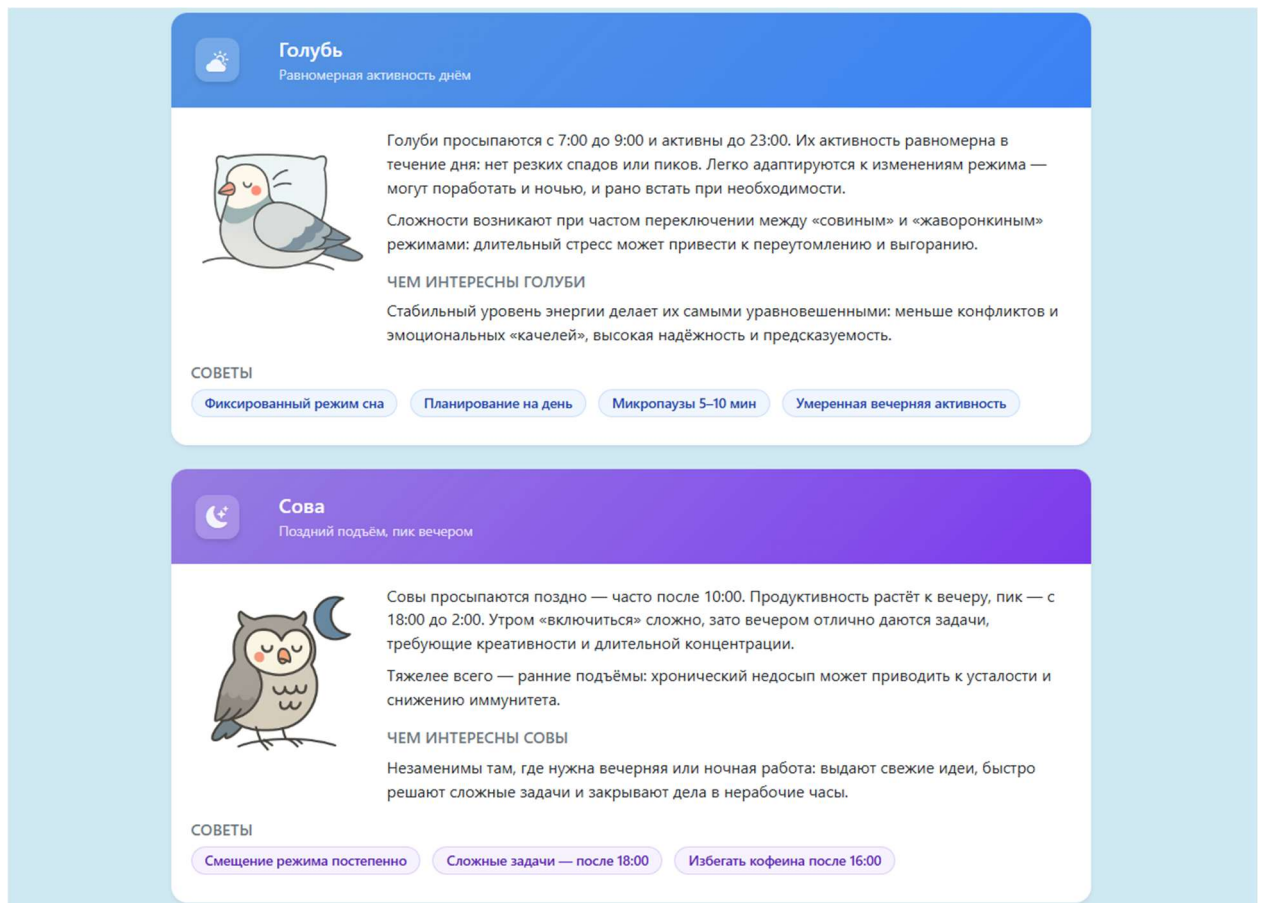 Голубь
Равномерная активность днём
Голуби просыпаются с 7:00 до 9:00 и активны до 23:00. Их активность равномерна в
течение дня: нет резких спадов или пиков. Легко адаптируются к изменениям режима —
могут поработать и ночью, и рано встать при необходимости.
Сложности возникают при частом переключении между «совиным» и «жаворонкиным»
режимами: длительный стресс может привести к переутомлению и выгоранию.
ЧЕМ ИНТЕРЕСНЫ ГОЛУБИ
Стабильный уровень энергии делает их самыми уравновешенными: меньше конфликтов и
эмоциональных «качелей», высокая надёжность и предсказуемость.
СОВЕТЫ
Фиксированный режим сна Планирование на день Микропаузы 5–10 мин Умеренная вечерняя активность
Сова
Поздний подъём, пик вечером
Совы просыпаются поздно — часто после 10:00. Продуктивность растёт к вечеру, пик — с
18:00 до 2:00. Утром «включиться» сложно, зато вечером отлично даются задачи,
требующие креативности и длительной концентрации.
Тяжелее всего — ранние подъёмы: хронический недосып может приводить к усталости и
снижению иммунитета.
ЧЕМ ИНТЕРЕСНЫ СОВЫ
Незаменимы там, где нужна вечерняя или ночная работа: выдают свежие идеи, быстро
решают сложные задачи и закрывают дела в нерабочие часы.
СОВЕТЫ
Смещение режима постепенно Сложные задачи — после 18:00 Избегать кофеина после 16:00